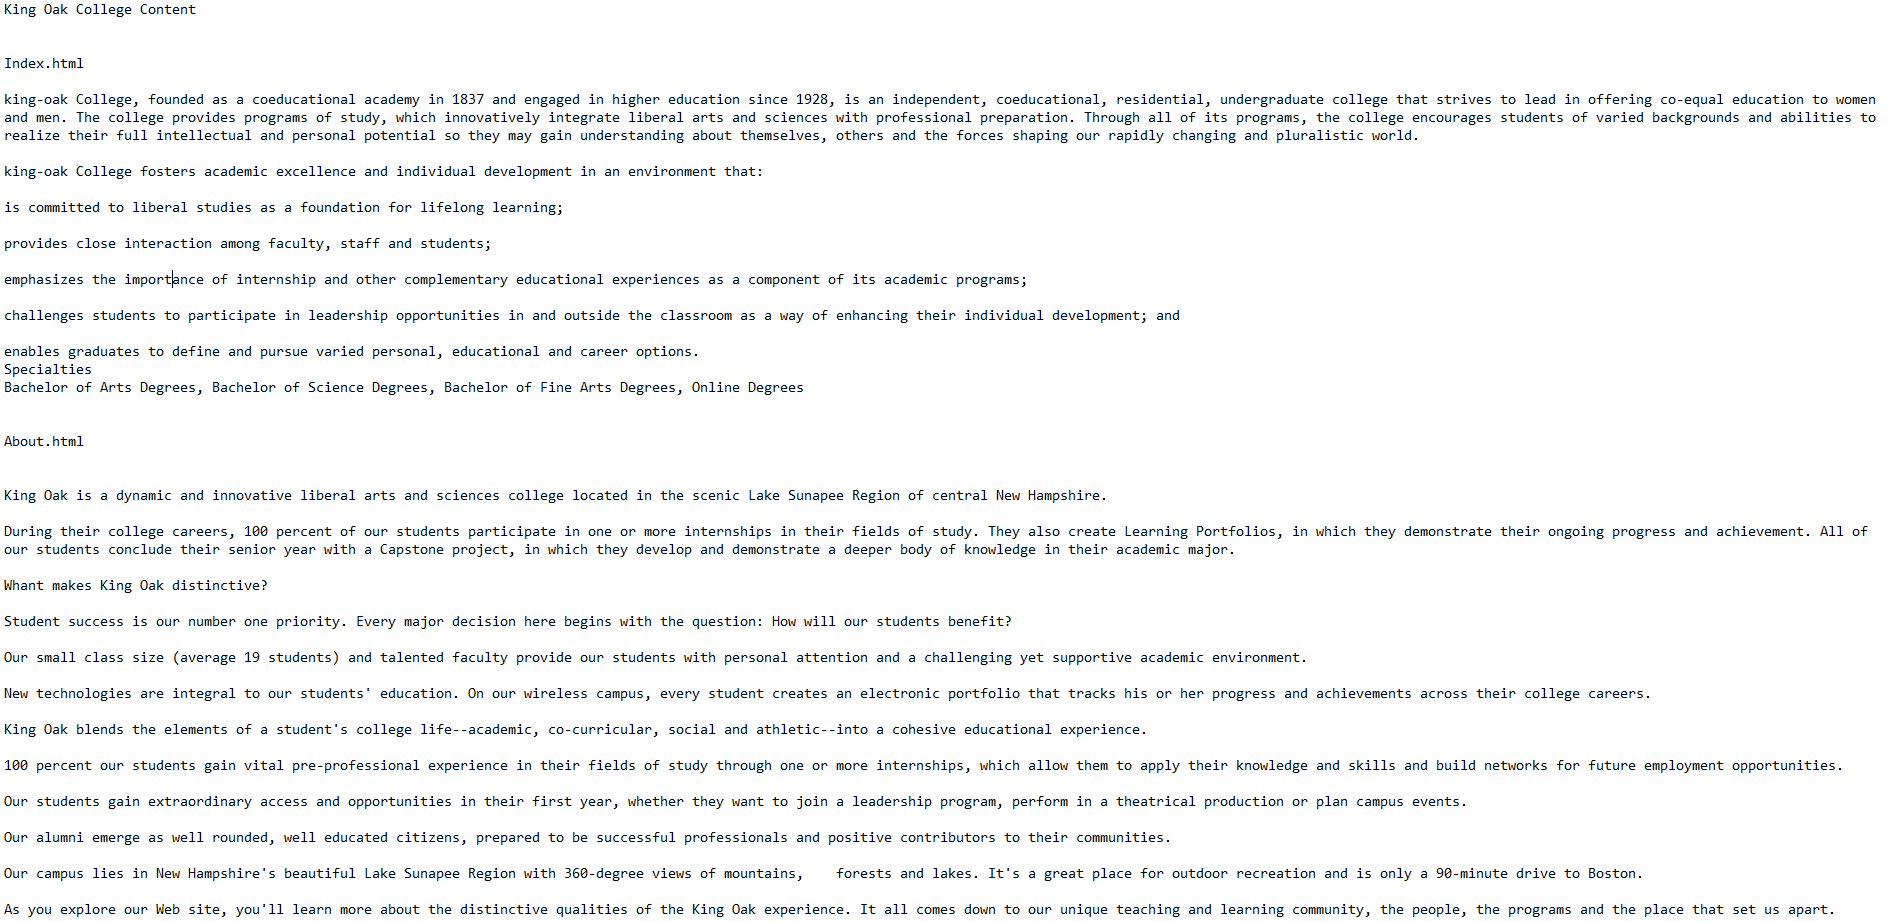 King Oak College Content
Index.html
king-oak College, founded as a coeducational academy in 1837 and engaged in higher education since 1928, is an independent, coeducational, residential, undergraduate college that strives to lead in offering co-equal education to women
and men. The college provides programs of study, which innovatively integrate liberal arts and sciences with professional preparation. Through all of its programs, the college encourages students of varied backgrounds and abilities to
realize their full intellectual and personal potential so they may gain understanding about themselves, others and the forces shaping our rapidly changing and pluralistic world.
king-oak College fosters academic excellence and individual development in an environment that:
is committed to liberal studies as a foundation for lifelong learning;
provides close interaction among faculty, staff and students;
emphasizes the importance of internship and other complementary educational experiences as a component of its academic programs;
challenges students to participate in leadership opportunities in and outside the classroom as a way of enhancing their individual development; and
enables graduates to define and pursue varied personal, educational and career options.
Specialties
Bachelor of Arts Degrees, Bachelor of Science Degrees, Bachelor of Fine Arts Degrees, Online Degrees
About.html
King Oak is a dynamic and innovative liberal arts and sciences college located in the scenic Lake Sunapee Region of central New Hampshire.
During their college careers, 100 percent of our students participate in one or more internships in their fields of study. They also create Learning Portfolios, in which they demonstrate their ongoing progress and achievement. All of
our students conclude their senior year with a Capstone project, in which they develop and demonstrate a deeper body of knowledge in their academic major.
Whant makes King Oak distinctive?
Student success is our number one priority. Every major decision here begins with the question: How will our students benefit?
Our small class size (average 19 students) and talented faculty provide our students with personal attention and a challenging yet supportive academic environment.
New technologies are integral to our students' education. On our wireless campus, every student creates an electronic portfolio that tracks his or her progress and achievements across their college careers.
King Oak blends the elements of a student's college life--academic, co-curricular, social and athletic--into a cohesive educational experience.
100 percent our students gain vital pre-professional experience in their fields of study through one or more internships, which allow them to apply their knowledge and skills and build networks for future employment opportunities.
Our students gain extraordinary access and opportunities in their first year, whether they want to join a leadership program, perform in a theatrical production or plan campus events.
Our alumni emerge as well rounded, well educated citizens, prepared to be successful professionals and positive contributors to their communities.
Our campus lies in New Hampshire's beautiful Lake Sunapee Region with 360-degree views of mountains,    forests and lakes. It's a great place for outdoor recreation and is only a 90-minute drive to Boston.
As you explore our Web site, you'll learn more about the distinctive qualities of the King Oak experience. It all comes down to our unique teaching and learning community, the people, the programs and the place that set us apart.